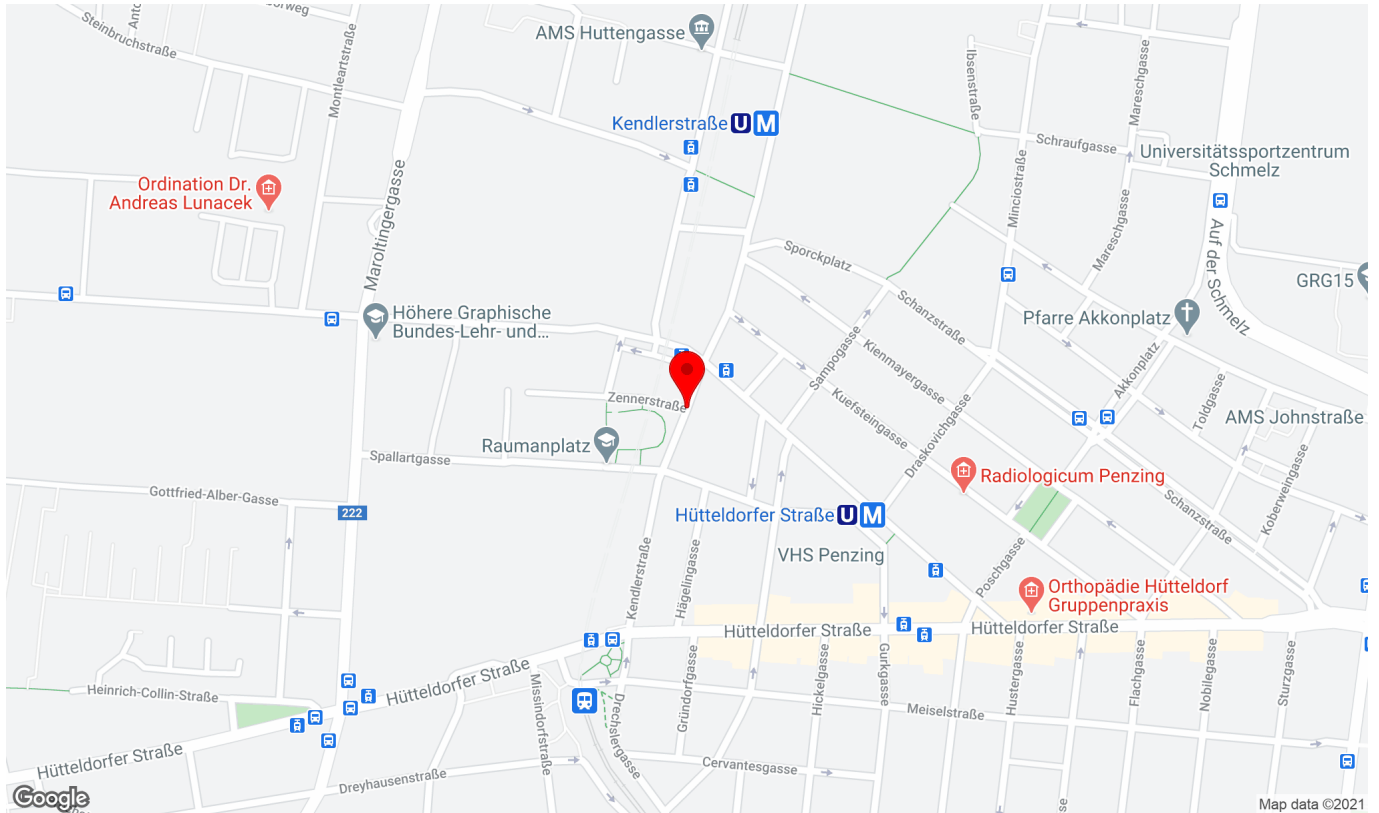 orweg
Steinbruchstraße
Montleartstraße
AMS Huttengasse
Ibsenstraße
Mareschgasse
Kendlerstraße U M
Schraufgasse
Universitätssportzentrum
Schmelz
Ordination Dr.
Andreas Lunacek
Maroltingergasse
Minciostraße
Mareschgasse
Auf der Schmelz
Sporckplatz
GRG15
Schanzstraße
Höhere Graphische
Bundes-Lehr- und...
Pfarre Akkonplatz
Sampogasse
Kienmayergasse
Akkonplatz
Toldgasse
Zennerstraße
Kuefsteingasse
Draskovichgasse
AMS Johnstraße
Raumanplatz
Spallartgasse
Radiologicum Penzing
Koberweingasse
Gottfried-Alber-Gasse
Schanzstraße
222
Hütteldorfer Straße U M
VHS Penzing
Kendlerstraße
Hägelingasse
Poschgasse
Orthopädie Hütteldorf
Gruppenpraxis
Hütteldorfer Straße
Hütteldorfer Straße
Hütteldorfer Straße
Heinrich-Collin-Straße
Missindorfstraße
Drechslergasse
Gründorfgasse
Hickelgasse
Gurkgasse
Hustergasse
Flachgasse
Nobilegasse
Sturzgasse
Meiselstraße
Hütteldorfer Straße
Dreyhausenstraße
Cervantesgasse
Google
Map data ©2021